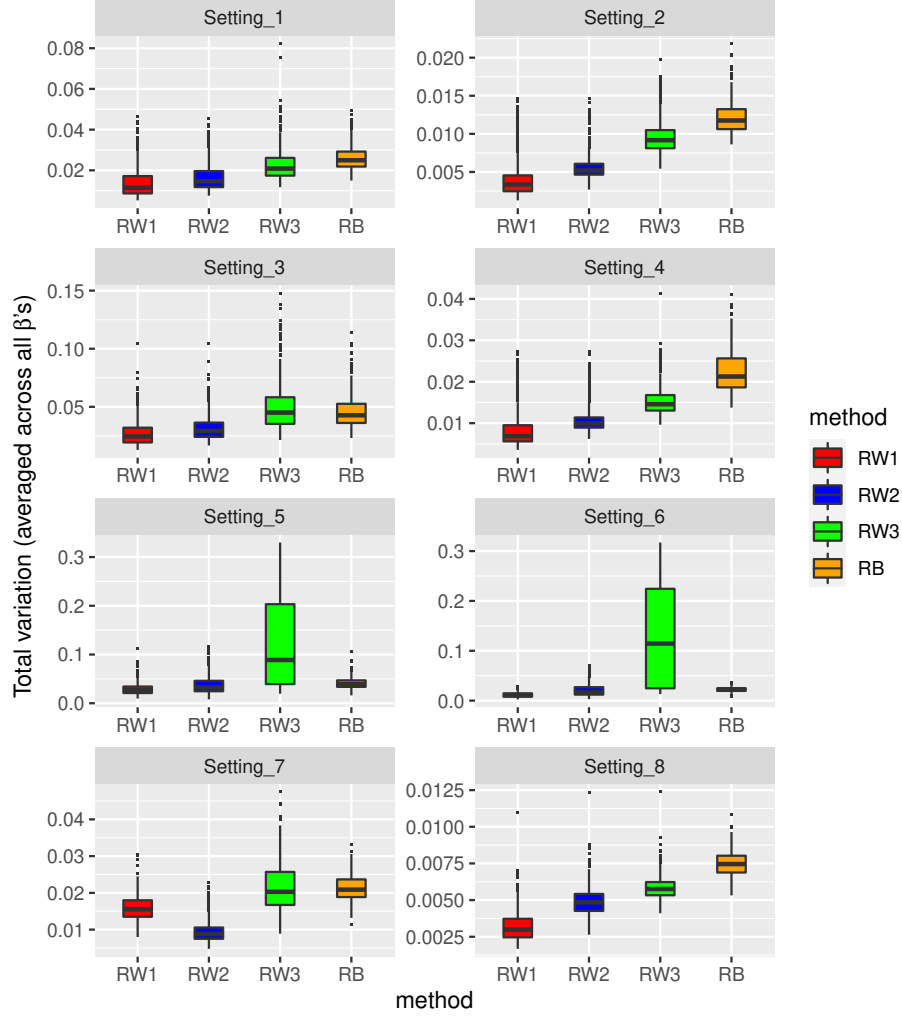 Setting_1
Setting_2
0.08
0.06
0.04
0.02
0.020
0.015
0.010
0.005
RW1 RW2 RW3 RB
RW1 RW2 RW3 RB
Setting_3
Setting_4
0.15
0.10
0.05
0.04
0.03
0.02
0.01
RW1 RW2 RW3 RB
RW1 RW2 RW3 RB
Setting_5
Setting_6
0.3
0.2
0.1
0.0
0.3
0.2
0.1
0.0
RW1 RW2 RW3 RB
RW1 RW2 RW3 RB
Setting_7
Setting_8
0.04
0.03
0.02
0.01
0.0125
0.0100
0.0075
0.0050
0.0025
RW1 RW2 RW3 RB
RW1 RW2 RW3 RB
method
Total variation (averaged across all β's)
method
RW1
RW2
RW3
RB